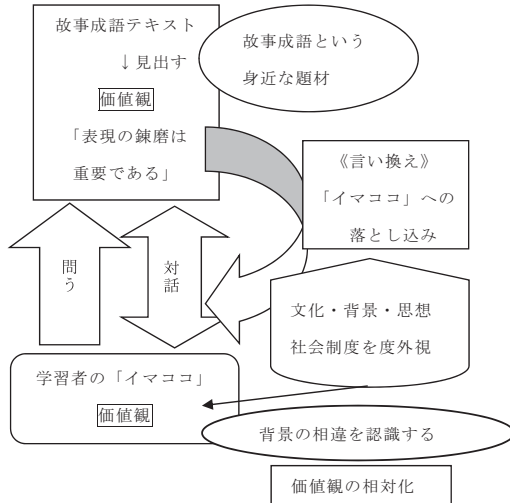 故事成語テキスト
↓見出す
価値観
「表現の錬磨は
重要である」
故事成語という
身近な題材
《言い換え》
「イマココ」への
落とし込み
問う
対話
文化・背景・思想
社会制度を度外視
学習者の「イマココ」
価値観
背景の相違を認識する
価値観の相対化